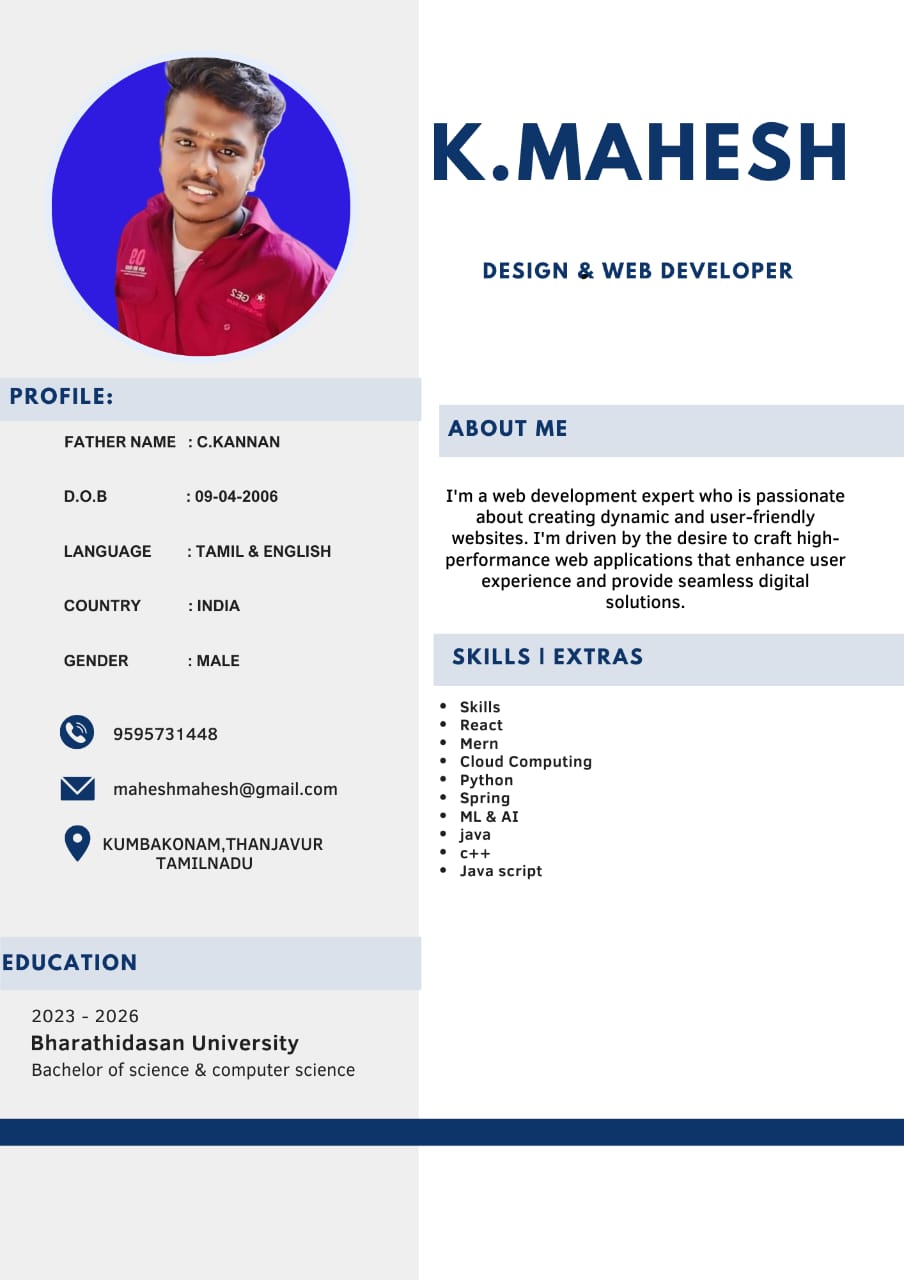 K.MAHESH
DESIGN & WEB DEVELOPER
PROFILE:
FATHER NAME : C.KANNAN
D.O.B : 09-04-2006
LANGUAGE : TAMIL & ENGLISH
COUNTRY : INDIA
GENDER : MALE
9595731448
maheshmahesh@gmail.com
KUMBAKONAM,THANJAVUR
TAMILNADU
EDUCATION
2023 - 2026
Bharathidasan University
Bachelor of science & computer science
ABOUT ME
I'm a web development expert who is passionate
about creating dynamic and user-friendly
websites. I'm driven by the desire to craft high-
performance web applications that enhance user
experience and provide seamless digital
solutions.
SKILLS | EXTRAS
• Skills
• React
• Mern
• Cloud Computing
• Python
• Spring
• ML & AI
• java
• c++
• Java script